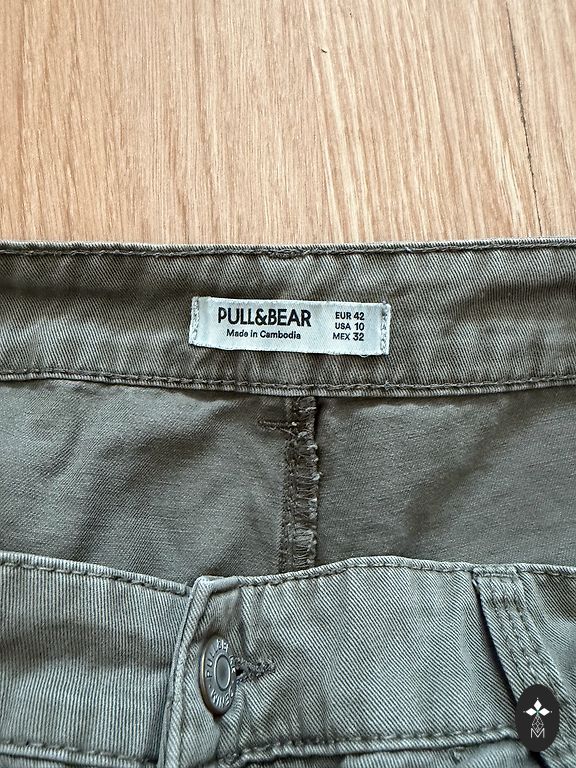 PULL&BEAR
Made in Cambodia
EUR 42
USA 10
MEX 32